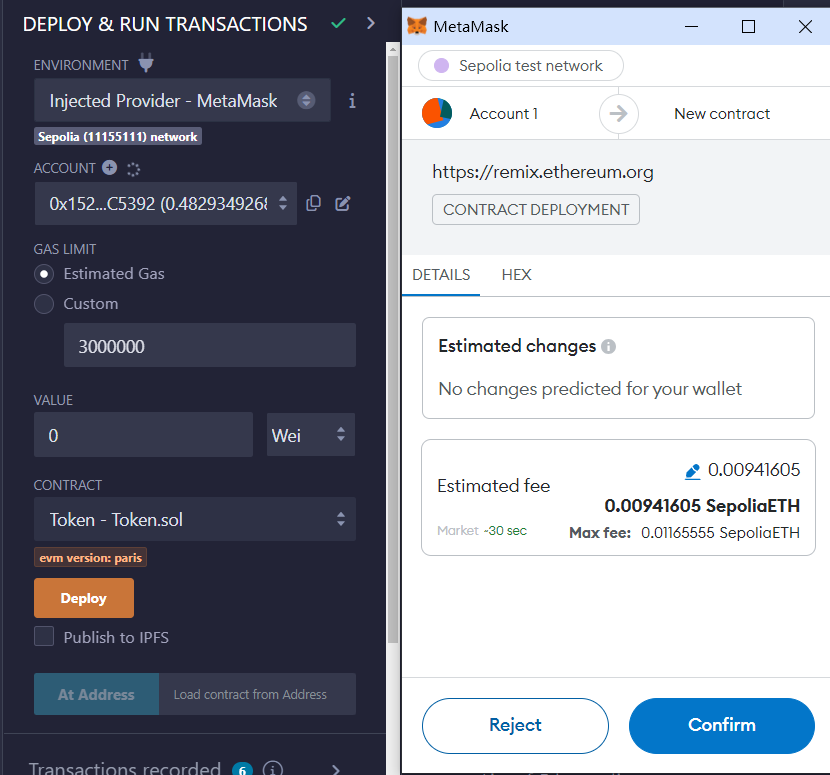 DEPLOY & RUN TRANSACTIONS
ENVIRONMENT
Injected Provider - MetaMask
Sepolia (11155111) network
ACCOUNT
0x152...C5392 (0.4829349268
GAS LIMIT
Estimated Gas
Custom
3000000
VALUE
0
Wei
CONTRACT
Token - Token.sol
evm version: paris
Deploy
Publish to IPFS
At Address
Load contract from Address
Transactions recorded 6
MetaMask
Sepolia test network
Account 1
New contract
https://remix.ethereum.org
CONTRACT DEPLOYMENT
DETAILS
HEX
Estimated changes
No changes predicted for your wallet
0.00941605
Estimated fee
0.00941605 SepoliaETH
Market ~30 sec
Max fee: 0.01165555 SepoliaETH
Reject
Confirm